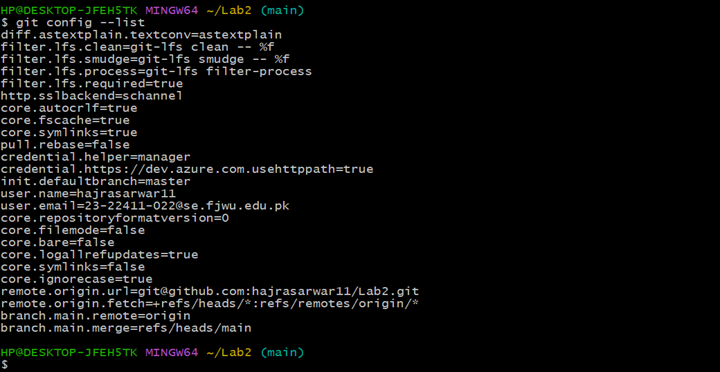 HP@DESKTOP-JFEH5TK MINGW64 ~/Lab2 (main)
$ git config --list
diff.astextplain.textconv=astextplain
filter.lfs.clean=git-lfs clean -- %f
filter.lfs.smudge=git-lfs smudge -- %f
filter.lfs.process=git-lfs filter-process
filter.lfs.required=true
http.sslbackend=schannel
core.autocrlf=true
core.fscache=true
core.symlinks=true
pull.rebase=false
credential.helper=manager
credential.https://dev.azure.com.usehttppath=true
init.defaultbranch=master
user.name=hajrasarwar11
user.email=23-22411-022@se.fjwu.edu.pk
core.repositoryformatversion=0
core.filemode=false
core.bare=false
core.logallrefupdates=true
core.symlinks=false
core.ignorecase=true
remote.origin.url=git@github.com:hajrasarwar11/Lab2.git
remote.origin.fetch=+refs/heads/*:refs/remotes/origin/*
branch.main.remote=origin
branch.main.merge=refs/heads/main
HP@DESKTOP-JFEH5TK MINGW64 ~/Lab2 (main)
$